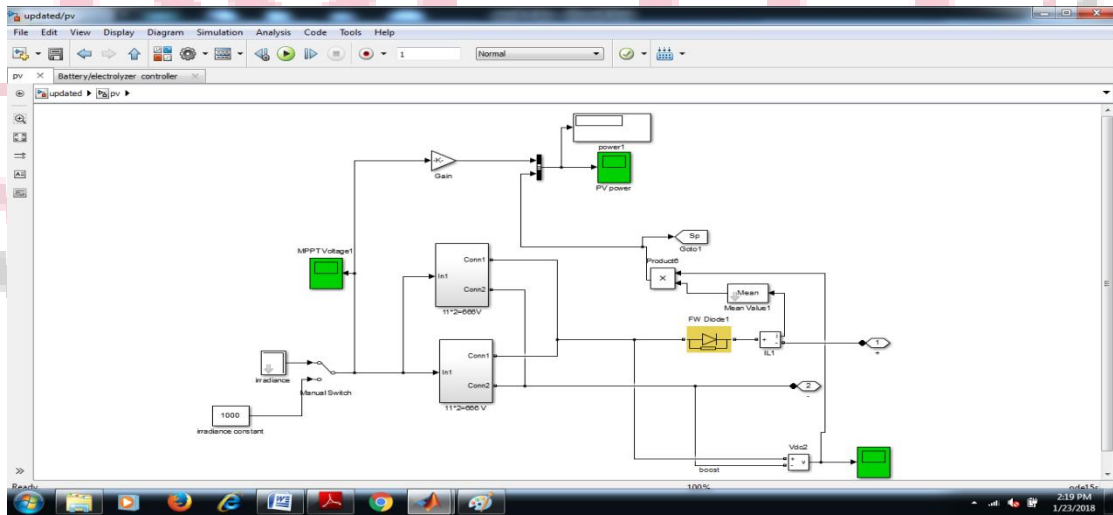 updated/pv
File Edit View Display Diagram Simulation Analysis Code Tools Help
1
Normal
pv
Battery/electrolyzer controller
updated pv
power1
-K-
Gain
PV power
Sp
Goto1
MPPT Voltage1
Product6
Conn1
In1
Conn2
11*2=666V
Mean
Mean Value1
FW Diode1
IL1
1
+
Conn1
In1
Conn2
11*2=666 V
irradiance
Manual Switch
2
-
1000
irradiance constant
Vdc2
+
v
-
boost
Ready
100%
ode15s
2:19 PM
1/23/2018